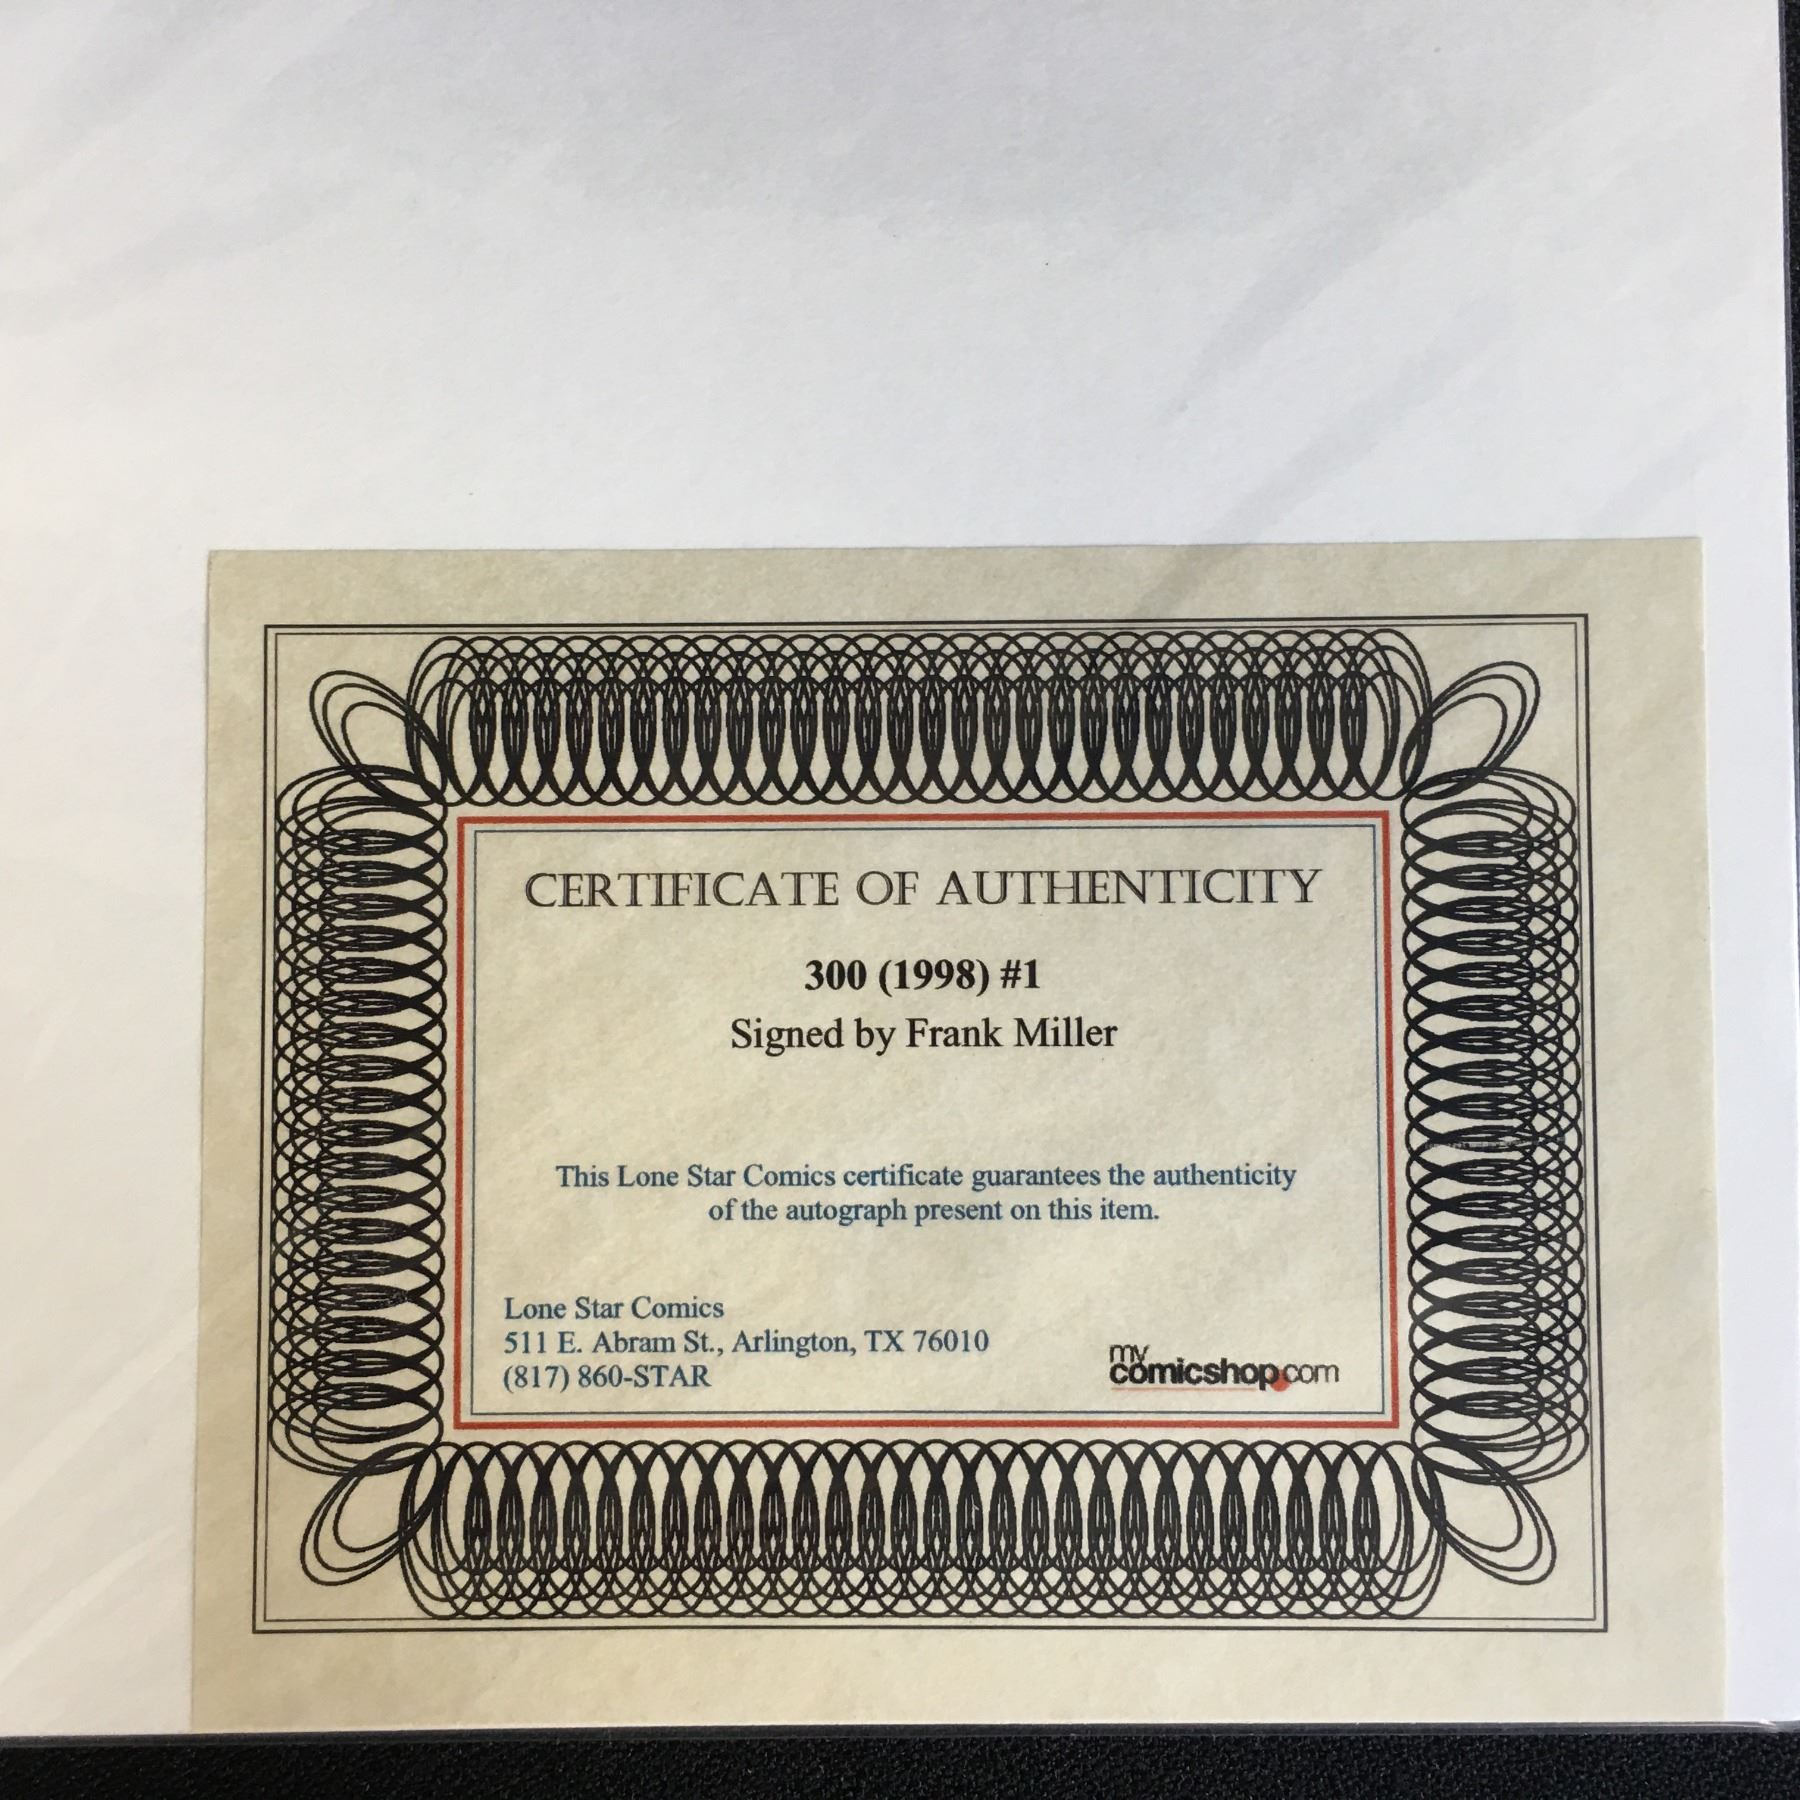 CERTIFICATE OF AUTHENTICITY
300 (1998) #1
Signed by Frank Miller
This Lone Star Comics certificate guarantees the authenticity
of the autograph present on this item.
Lone Star Comics
511 E. Abram St., Arlington, TX 76010
(817) 860-STAR
my
comicshop.com